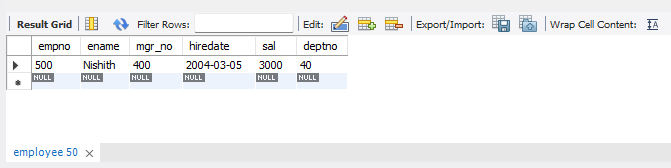 Result Grid Filter Rows: Edit: Export/Import: Wrap Cell Content:
empno ename mgr_no hiredate sal deptno
500 Nishith 400 2004-03-05 3000 40
NULL NULL NULL NULL NULL NULL
employee 50